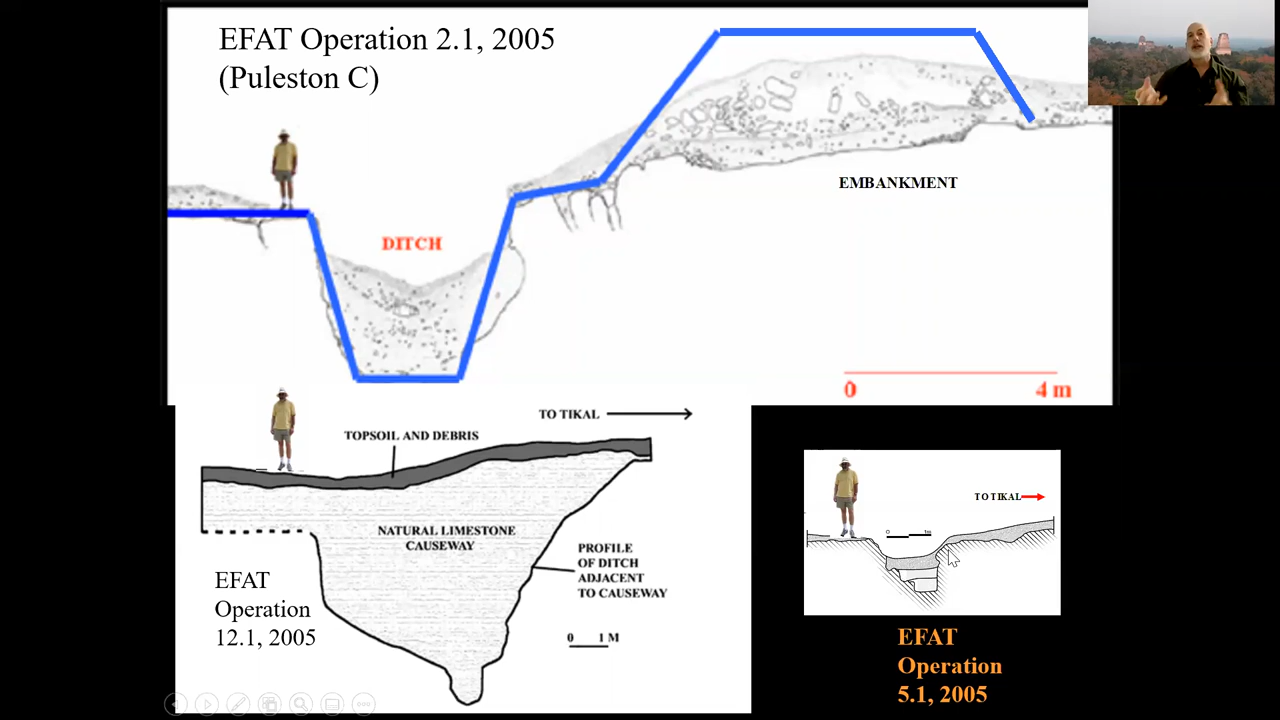 EFAT Operation 2.1, 2005
(Puleston C)
DITCH
EMBANKMENT
0 4 m
TO TIKAL
TOPSOIL AND DEBRIS
NATURAL LIMESTONE
CAUSEWAY
PROFILE
OF DITCH
ADJACENT
TO CAUSEWAY
0 1 M
EFAT
Operation
12.1, 2005
TO TIKAL
0 1m
EFAT
Operation
5.1, 2005